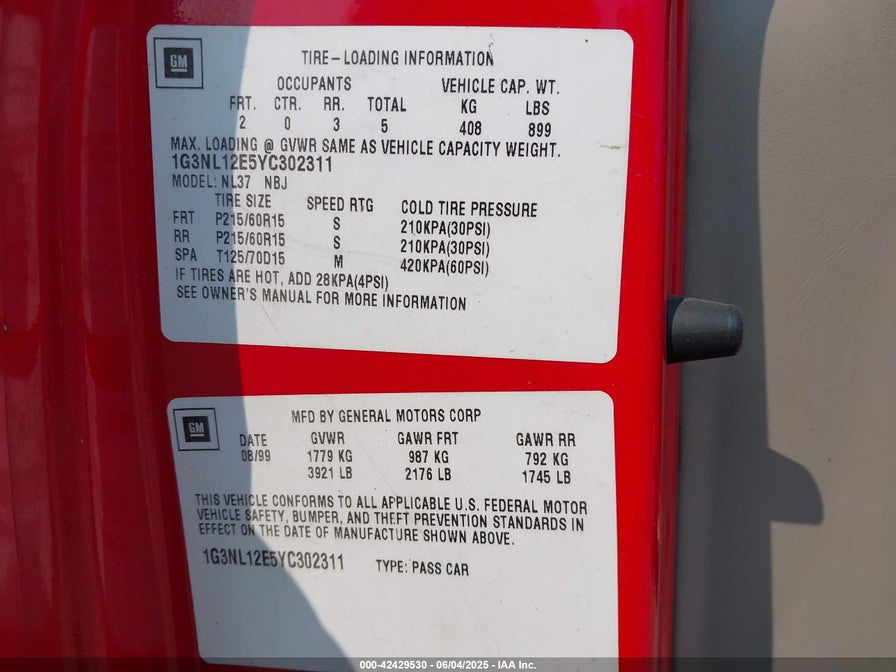 GM
TIRE-LOADING INFORMATION
OCCUPANTS VEHICLE CAP. WT.
FRT. CTR. RR. TOTAL KG LBS
2 0 3 5 408 899
MAX. LOADING @ GVWR SAME AS VEHICLE CAPACITY WEIGHT.
1G3NL12E5YC302311
MODEL: NL37 NBJ
TIRE SIZE SPEED RTG COLD TIRE PRESSURE
FRT P215/60R15 S 210KPA(30PSI)
RR P215/60R15 S 210KPA(30PSI)
SPA T125/70D15 M 420KPA(60PSI)
IF TIRES ARE HOT, ADD 28KPA(4PSI)
SEE OWNER'S MANUAL FOR MORE INFORMATION
GM
MFD BY GENERAL MOTORS CORP
DATE GVWR GAWR FRT GAWR RR
08/99 1779 KG 987 KG 792 KG
3921 LB 2176 LB 1745 LB
THIS VEHICLE CONFORMS TO ALL APPLICABLE U.S. FEDERAL MOTOR
VEHICLE SAFETY, BUMPER, AND THEFT PREVENTION STANDARDS IN
EFFECT ON THE DATE OF MANUFACTURE SHOWN ABOVE.
1G3NL12E5YC302311 TYPE: PASS CAR
000-42429530 - 06/04/2025 - IAA Inc.